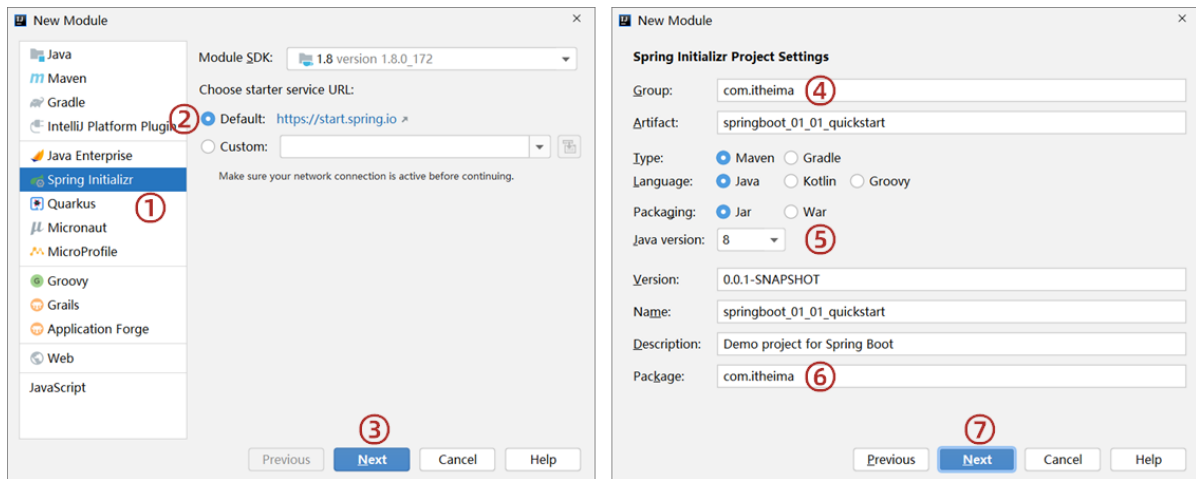 New Module
Java
Maven
Gradle
IntelliJ Platform Plugin
Java Enterprise
Spring Initializr
①
Quarkus
Micronaut
MicroProfile
Groovy
Grails
Application Forge
Web
JavaScript
Module SDK: 1.8 version 1.8.0_172
Choose starter service URL:
② Default: https://start.spring.io
Custom:
Make sure your network connection is active before continuing.
③
Previous Next Cancel Help
New Module
Spring Initializr Project Settings
Group: com.itheima ④
Artifact: springboot_01_01_quickstart
Type: Maven Gradle
Language: Java Kotlin Groovy
Packaging: Jar War
Java version: 8 ⑤
Version: 0.0.1-SNAPSHOT
Name: springboot_01_01_quickstart
Description: Demo project for Spring Boot
Package: com.itheima ⑥
⑦
Previous Next Cancel Help